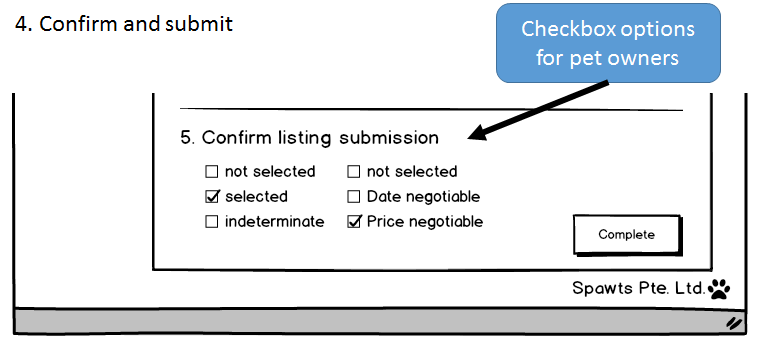 4. Confirm and submit
Checkbox options
for pet owners
5. Confirm listing submission
not selected
not selected
selected
Date negotiable
indeterminate
Price negotiable
Complete
Spawts Pte. Ltd.